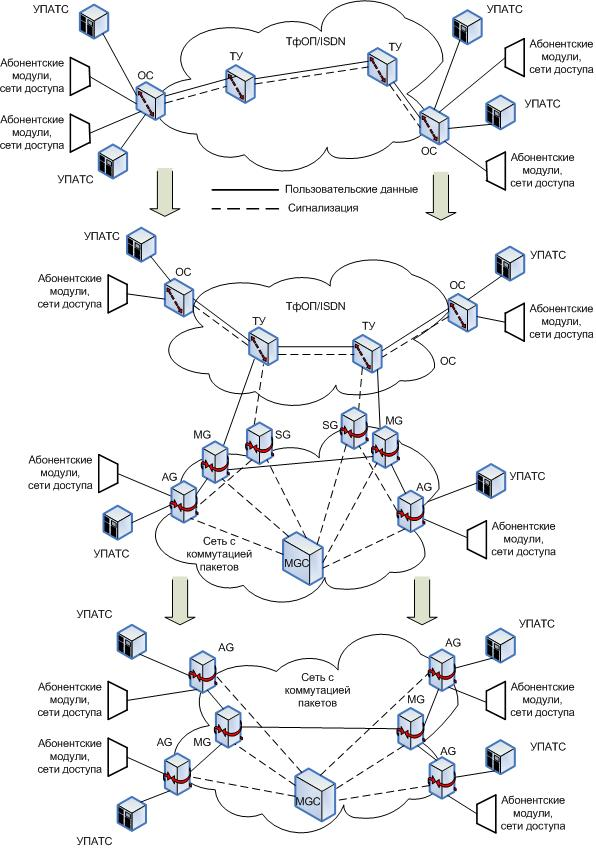 УПАТС
УПАТС
ТфОП/ISDN
Абонентские
модули,
сети доступа
Абонентские
модули,
сети доступа
ТУ
ТУ
ОС
Абонентские
модули,
сети доступа
УПАТС
УПАТС
ОС
УПАТС
Абонентские
модули,
сети доступа
Пользовательские данные
Сигнализация
УПАТС
УПАТС
Абонентские
модули,
сети доступа
ОС
ОС
ТфОП/ISDN
Абонентские
модули,
сети доступа
ТУ
ТУ
ОС
MG
SG
SG
MG
Абонентские
модули,
сети доступа
AG
AG
УПАТС
УПАТС
Сеть с
коммутацией
пакетов
MGC
Абонентские
модули,
сети доступа
УПАТС
УПАТС
AG
AG
Сеть с
коммутацией
пакетов
Абонентские
модули,
сети доступа
Абонентские
модули,
сети доступа
MG
Абонентские
модули,
сети доступа
AG
MG
AG
УПАТС
MGC
УПАТС
Абонентские
модули,
сети доступа